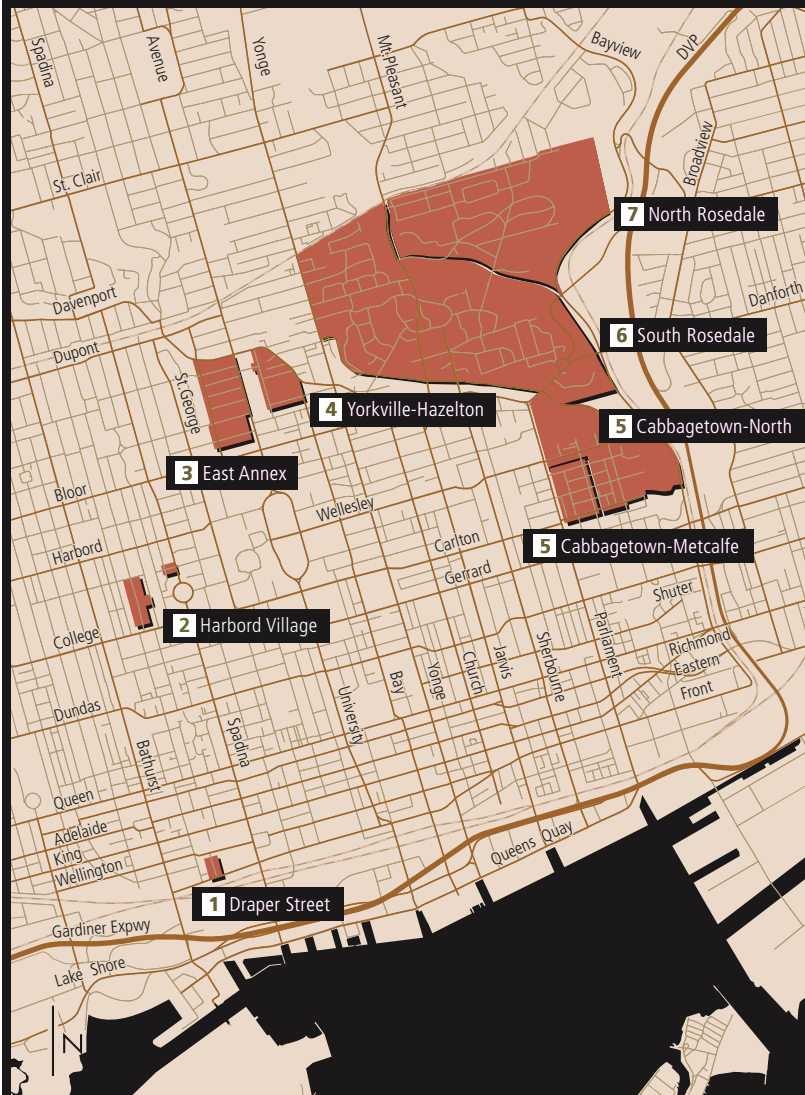 Spadina
Avenue
Yonge
Mt.Pleasant
Bayview
DVP
Broadview
St. Clair
7 North Rosedale
Davenport
Danforth
6 South Rosedale
Dupont
St.George
4 Yorkville-Hazelton
5 Cabbagetown-North
3 East Annex
Bloor
Wellesley
Harbord
Carlton
5 Cabbagetown-Metcalfe
Gerrard
Shuter
2 Harbord Village
College
Parliament
Richmond
Eastern
Front
Sherbourne
Jarvis
Church
Yonge
Bay
University
Dundas
Spadina
Bathurst
Queen
Adelaide
King
Wellington
Queens Quay
1 Draper Street
Gardiner Expwy
Lake Shore
N